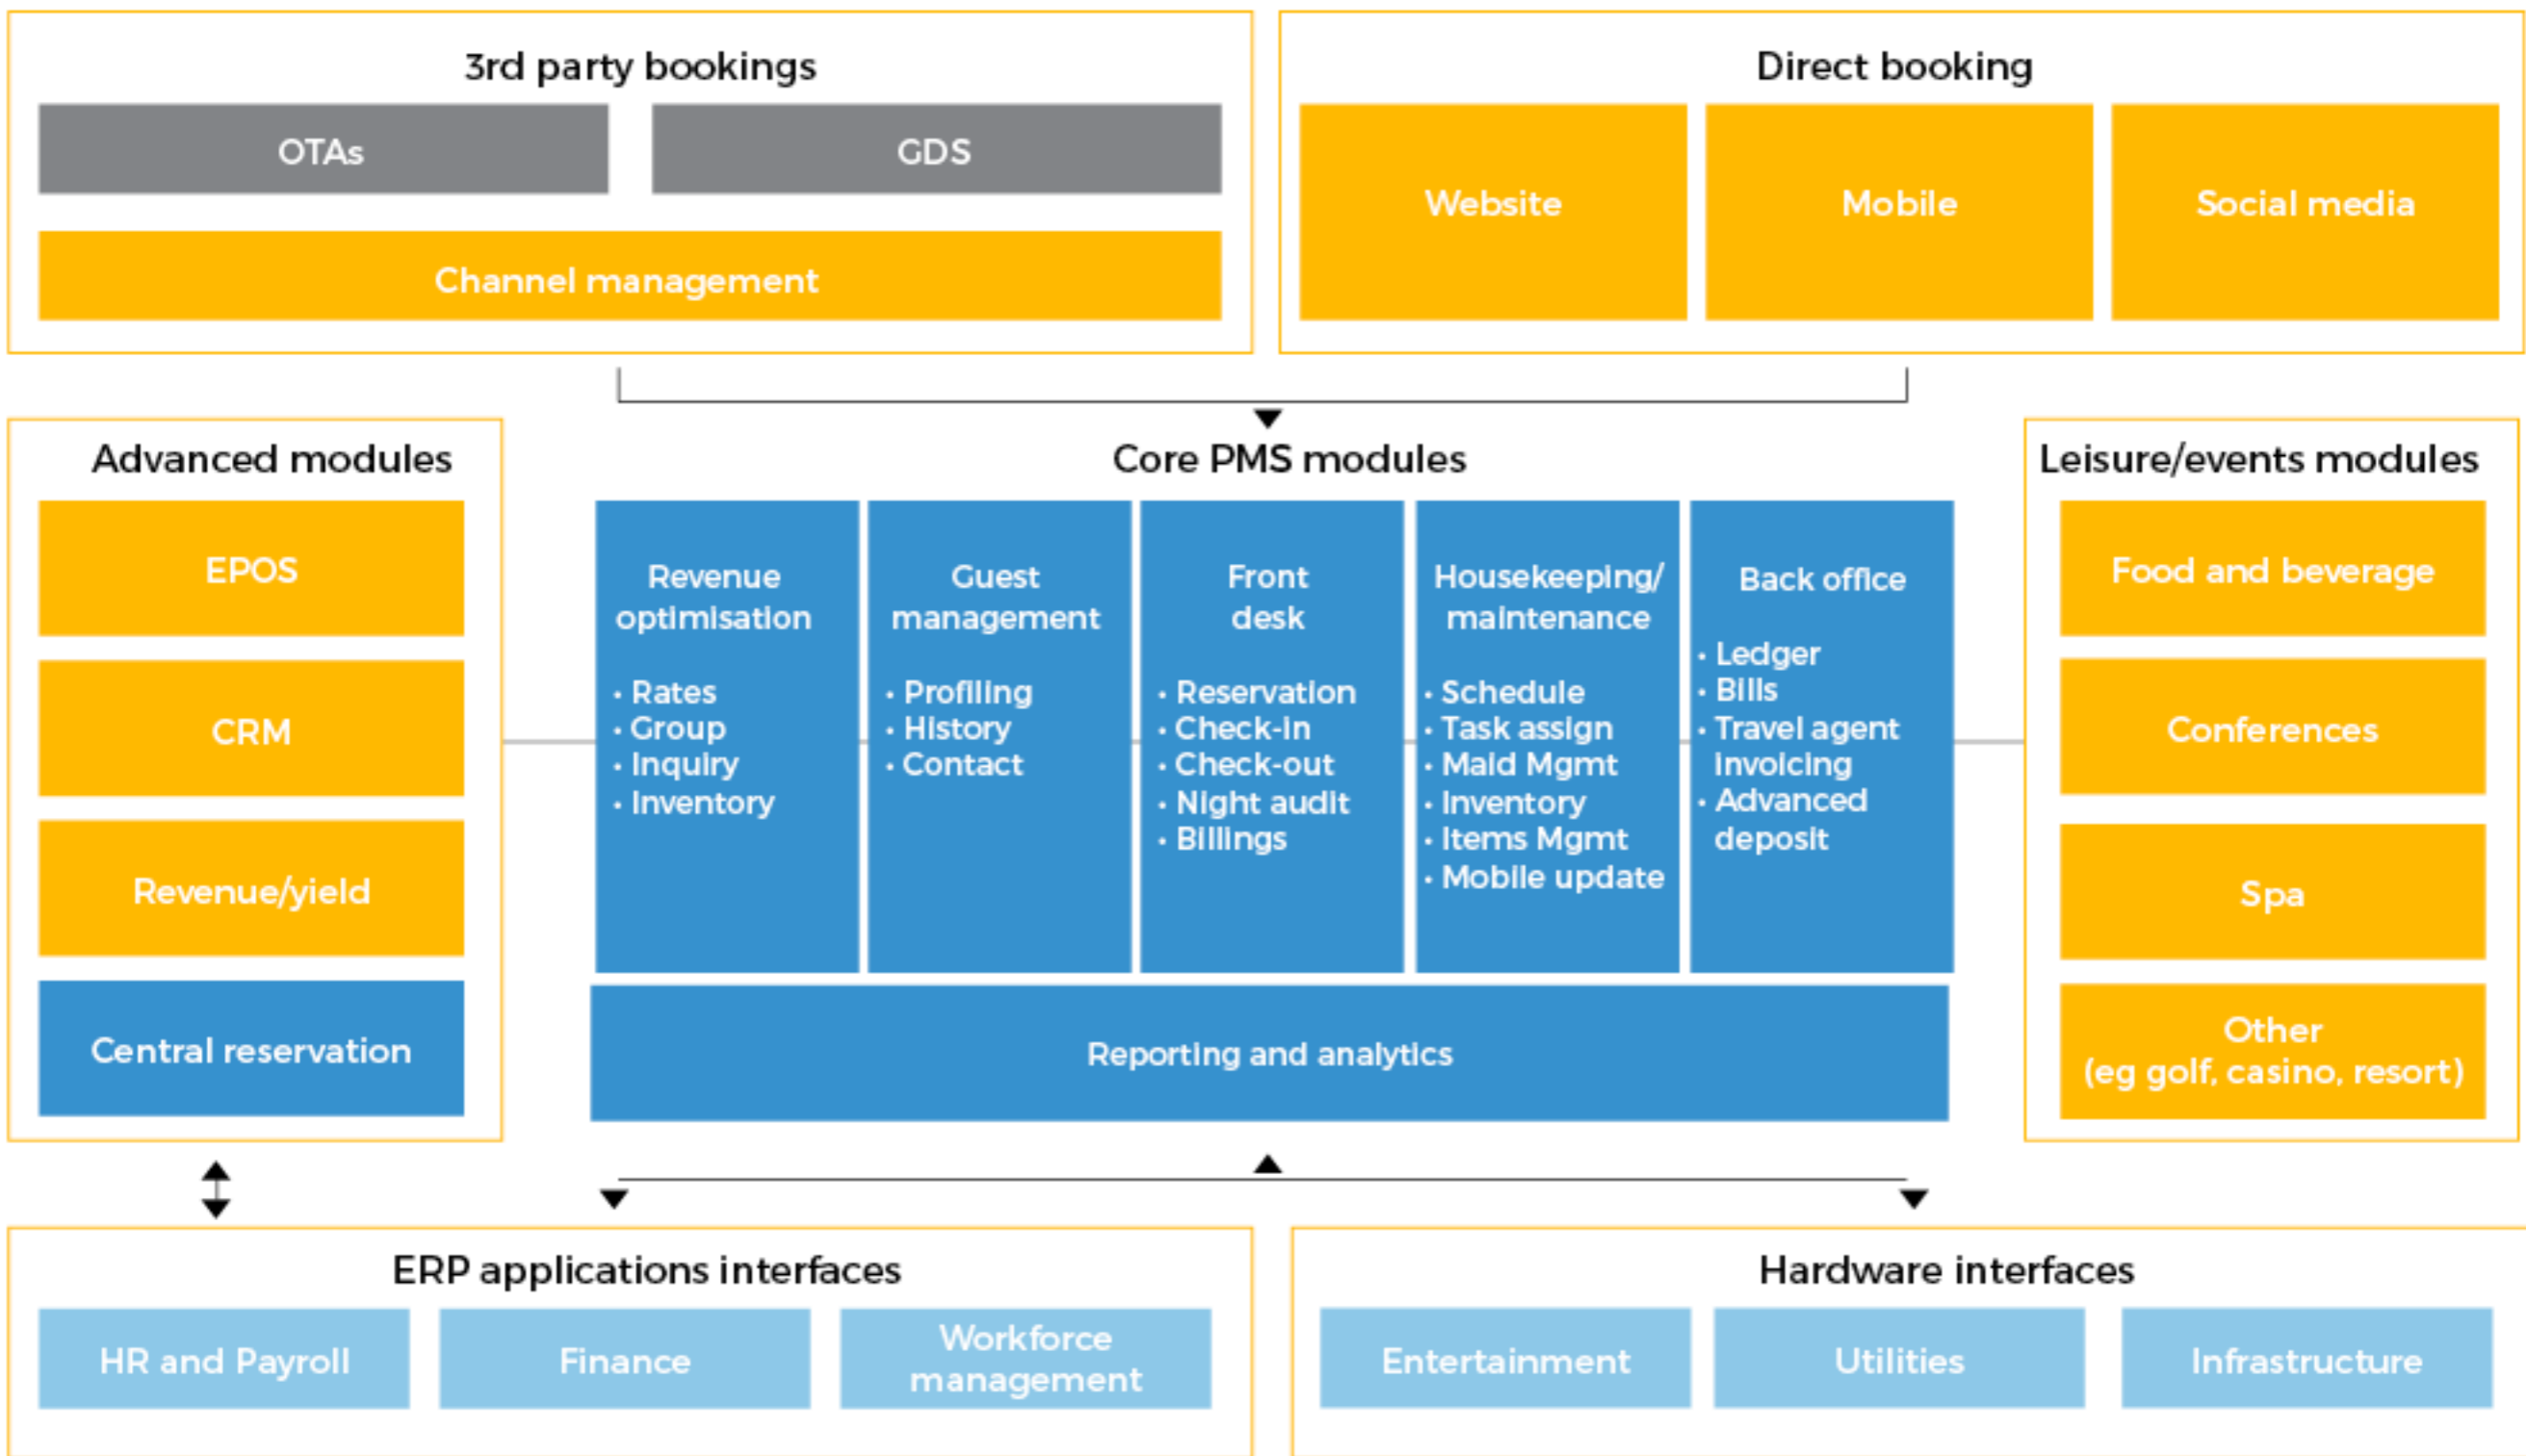 3rd party bookings
OTAs
GDS
Channel management
Direct booking
Website
Mobile
Social media
Advanced modules
EPOS
CRM
Revenue/yield
Central reservation
Core PMS modules
Revenue
optimisation
• Rates
• Group
• Inquiry
• Inventory
Guest
management
• Profiling
• History
• Contact
Front
desk
• Reservation
• Check-in
• Check-out
• Night audit
• Billings
Housekeeping/
maintenance
• Schedule
• Task assign
• Maid Mgmt
• Inventory
• Items Mgmt
• Mobile update
Back office
• Ledger
• Bills
• Travel agent
invoicing
• Advanced
deposit
Reporting and analytics
Leisure/events modules
Food and beverage
Conferences
Spa
Other
(eg golf, casino, resort)
ERP applications interfaces
HR and Payroll
Finance
Workforce
management
Hardware interfaces
Entertainment
Utilities
Infrastructure